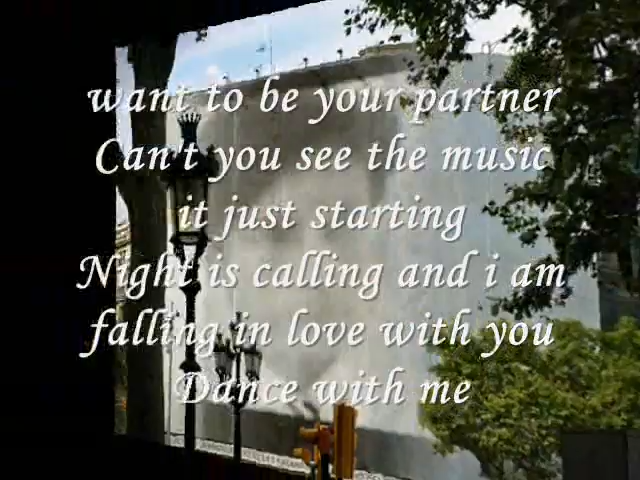 want to be your partner
Can't you see the music
it just starting
Night is calling and i am
falling in love with you
Dance with me